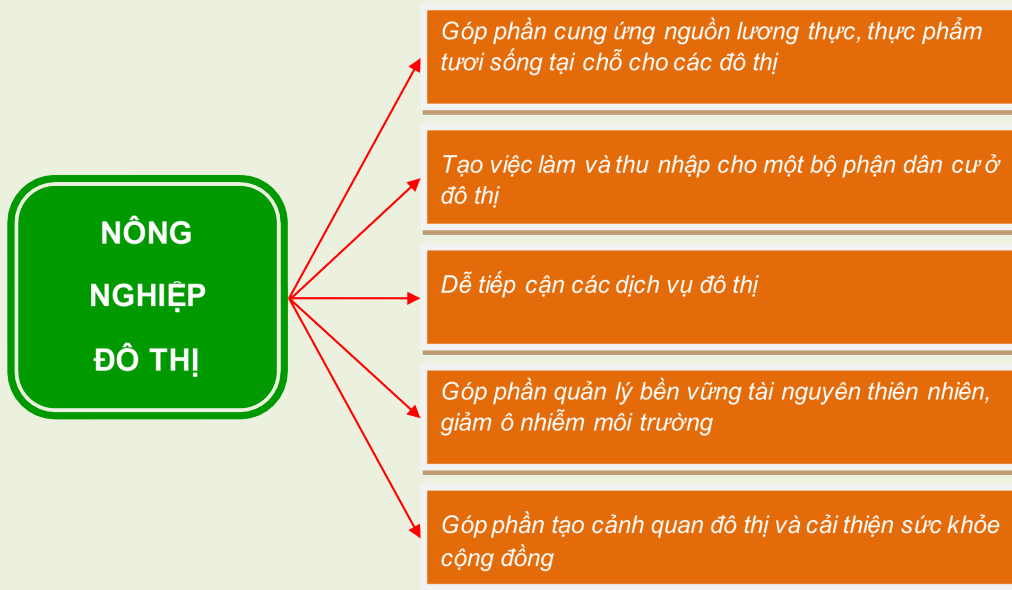 NÔNG
NGHIỆP
ĐÔ THỊ
Góp phần cung ứng nguồn lương thực, thực phẩm
tươi sống tại chỗ cho các đô thị
Tạo việc làm và thu nhập cho một bộ phận dân cư ở
đô thị
Dễ tiếp cận các dịch vụ đô thị
Góp phần quản lý bền vững tài nguyên thiên nhiên,
giảm ô nhiễm môi trường
Góp phần tạo cảnh quan đô thị và cải thiện sức khỏe
cộng đồng